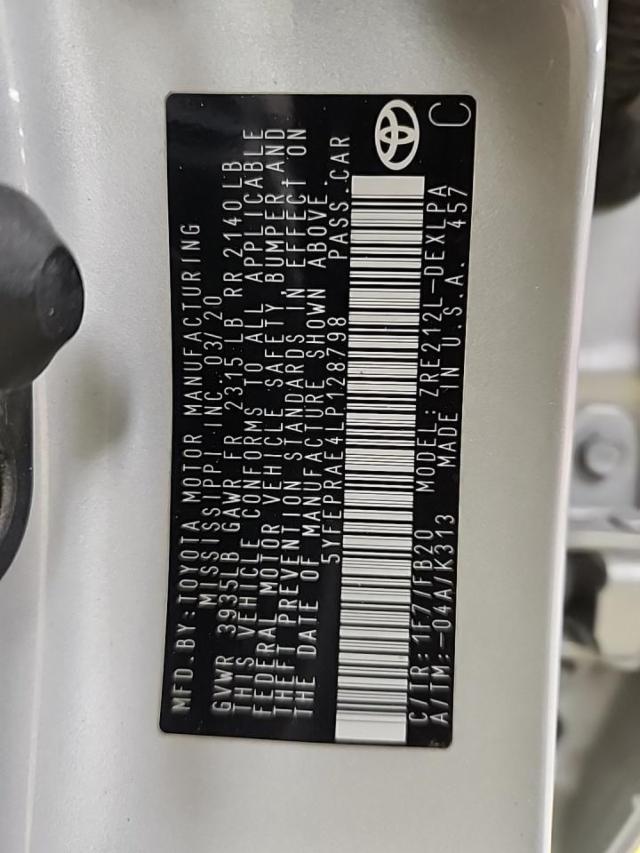 MFD.BY:TOYOTA MOTOR MANUFACTURING
MISSISSIPPI INC. 03/20
GVWR 3935LB GAWR FR 2315 LB RR 2140LB
THIS VEHICLE CONFORMS TO ALL APPLICABLE
FEDERAL MOTOR VEHICLE SAFETY BUMPER AND
THEFT PREVENTION STANDARDS IN EFFECT ON
THE DATE OF MANUFACTURE SHOWN ABOVE.
5YFEPRAE4LP128798 PASS.CAR
C/TR:1F7/FB20 MODEL:ZRE212L-DEXLPA
A/TM:-04A/K313 MADE IN U.S.A. 457
C